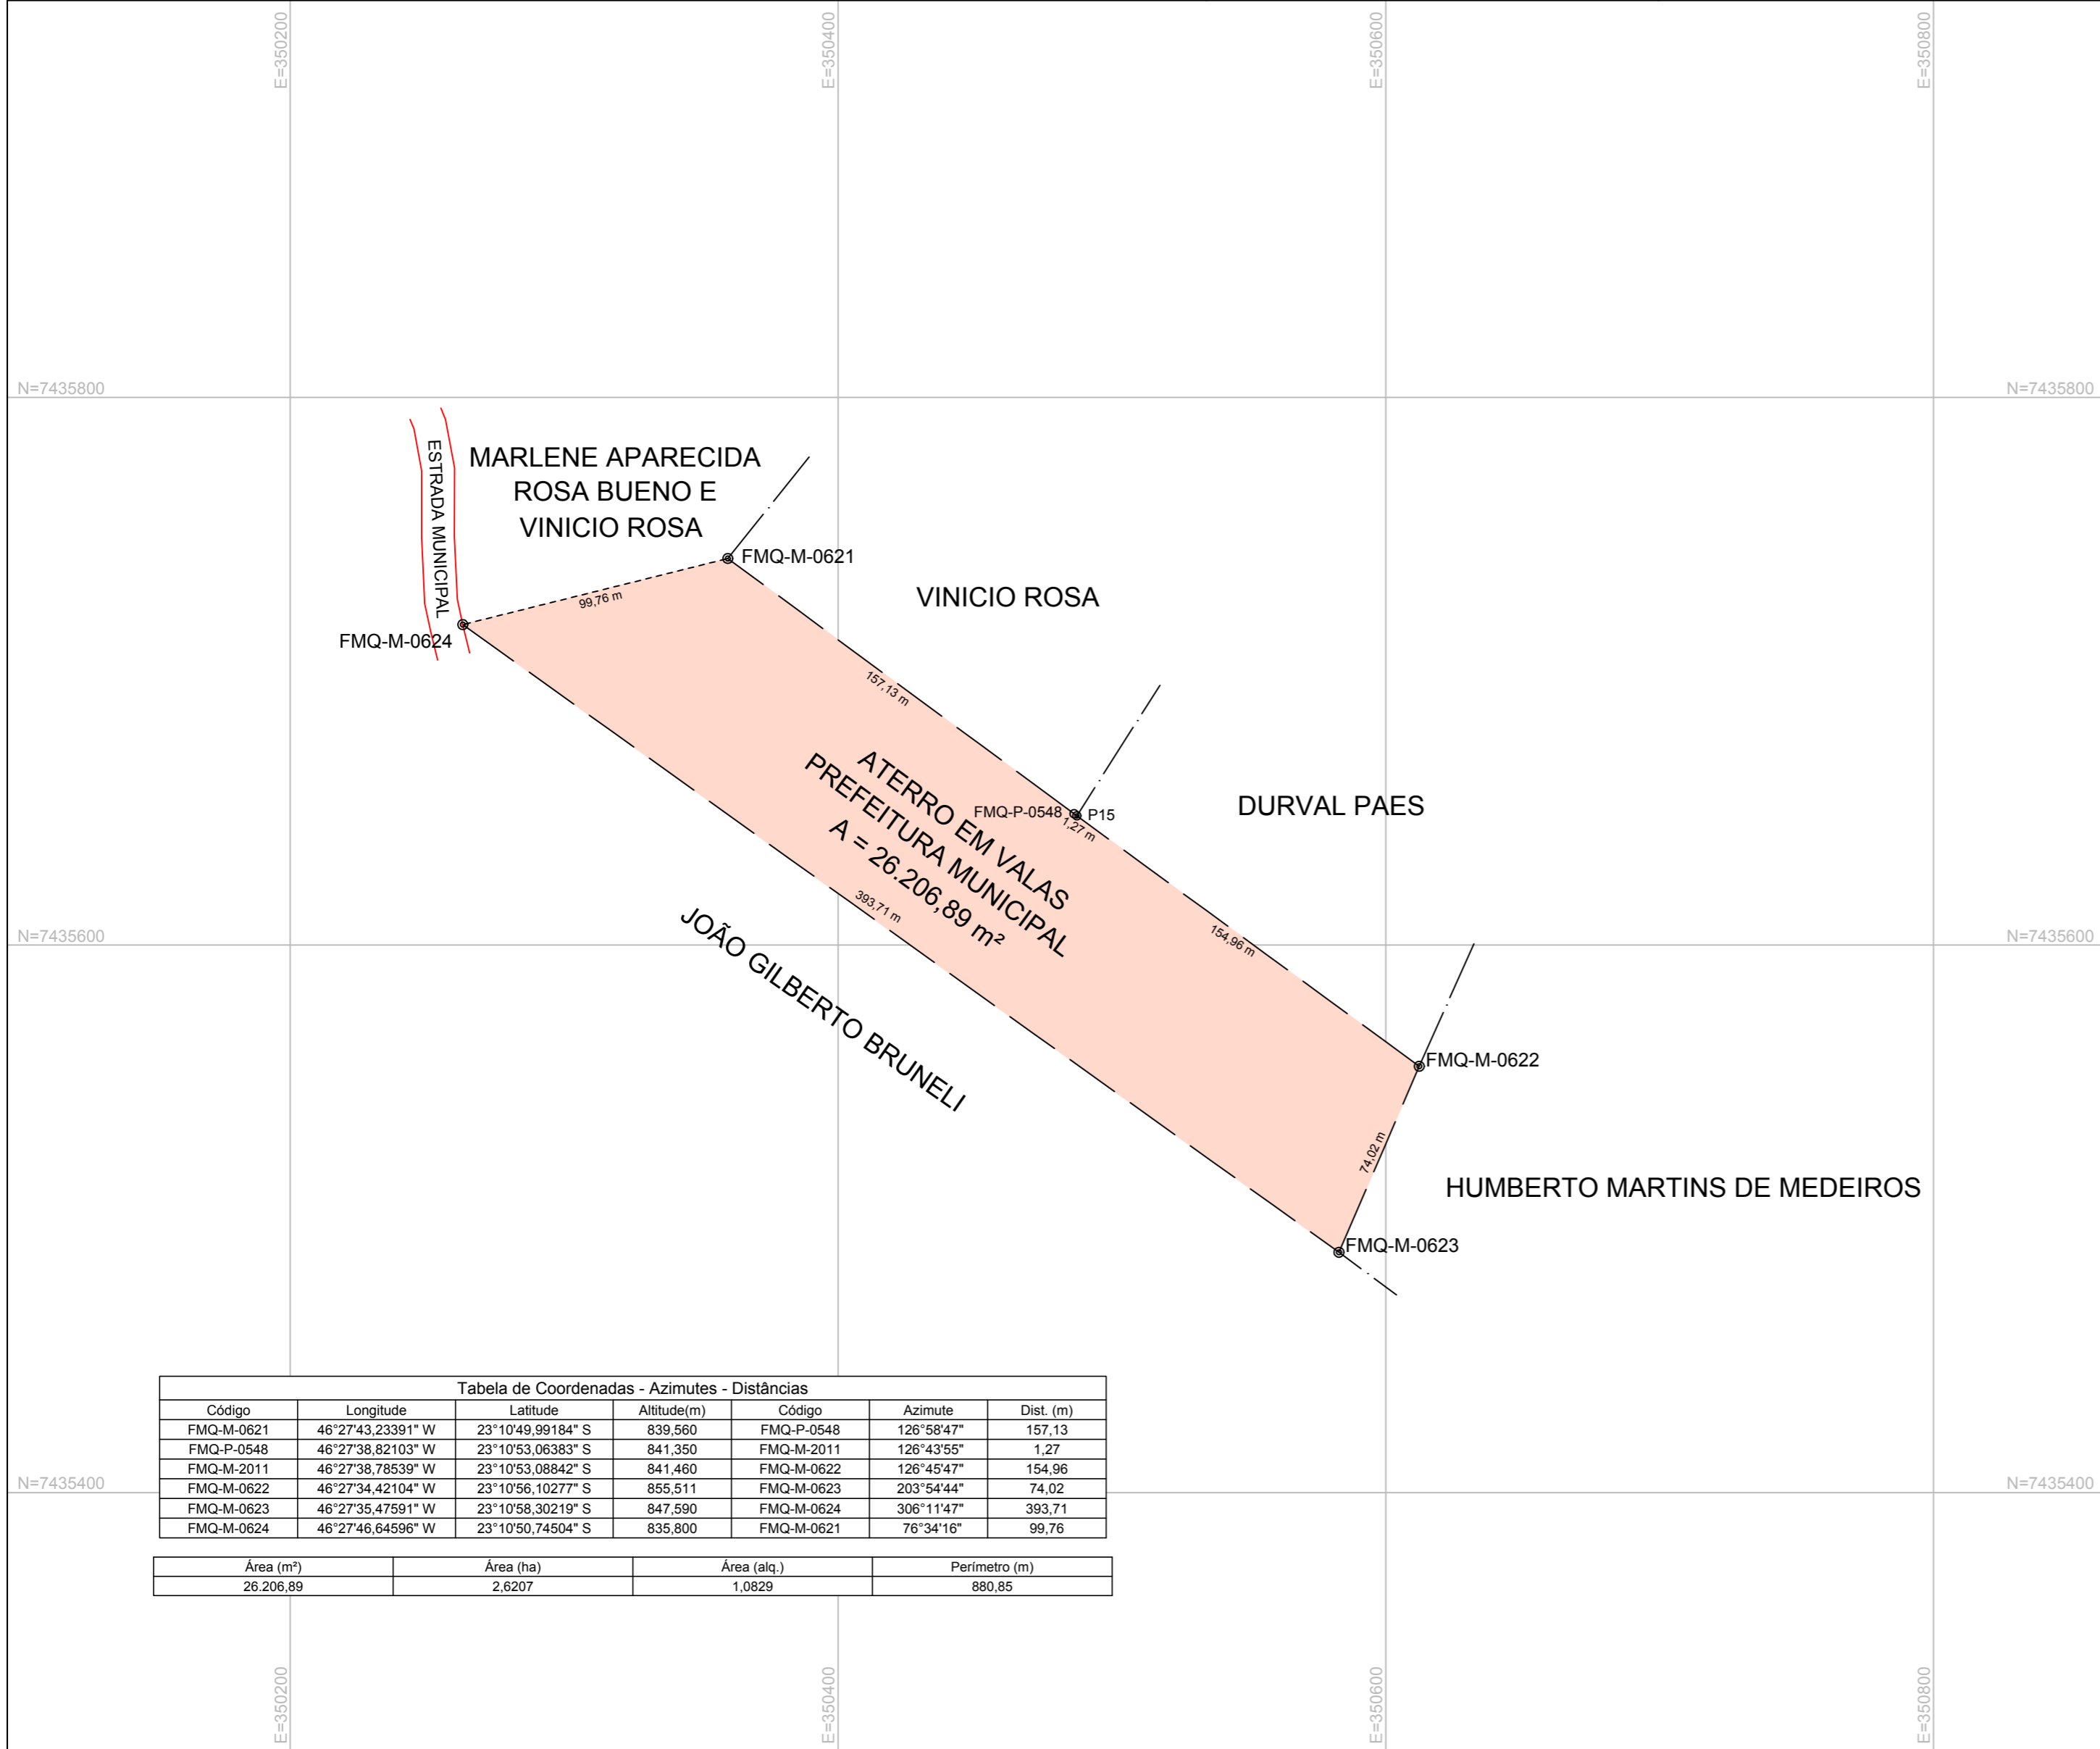 E=350200
E=350400
E=350600
E=350800
N=7435800
N=7435800
ESTRADA MUNICIPAL
MARLENE APARECIDA
ROSA BUENO E
VINICIO ROSA
FMQ-M-0621
VINICIO ROSA
99,76 m
FMQ-M-0624
157,13 m
ATERRO EM VALAS
PREFEITURA MUNICIPAL
A = 26.206,89 m²
FMQ-P-0548
P15
1,27 m
DURVAL PAES
393,71 m
JOÃO GILBERTO BRUNELI
154,96 m
N=7435600
N=7435600
FMQ-M-0622
74,02 m
HUMBERTO MARTINS DE MEDEIROS
FMQ-M-0623
Tabela de Coordenadas - Azimutes - Distâncias
Código Longitude Latitude Altitude(m) Código Azimute Dist. (m)
FMQ-M-0621 46°27'43,23391" W 23°10'49,99184" S 839,560 FMQ-P-0548 126°58'47" 157,13
FMQ-P-0548 46°27'38,82103" W 23°10'53,06383" S 841,350 FMQ-M-2011 126°43'55" 1,27
FMQ-M-2011 46°27'38,78539" W 23°10'53,08842" S 841,460 FMQ-M-0622 126°45'47" 154,96
FMQ-M-0622 46°27'34,42104" W 23°10'56,10277" S 855,511 FMQ-M-0623 203°54'44" 74,02
FMQ-M-0623 46°27'35,47591" W 23°10'58,30219" S 847,590 FMQ-M-0624 306°11'47" 393,71
FMQ-M-0624 46°27'46,64596" W 23°10'50,74504" S 835,800 FMQ-M-0621 76°34'16" 99,76
N=7435400
N=7435400
Área (m²) Área (ha) Área (alq.) Perímetro (m)
26.206,89 2,6207 1,0829 880,85
E=350200
E=350400
E=350600
E=350800